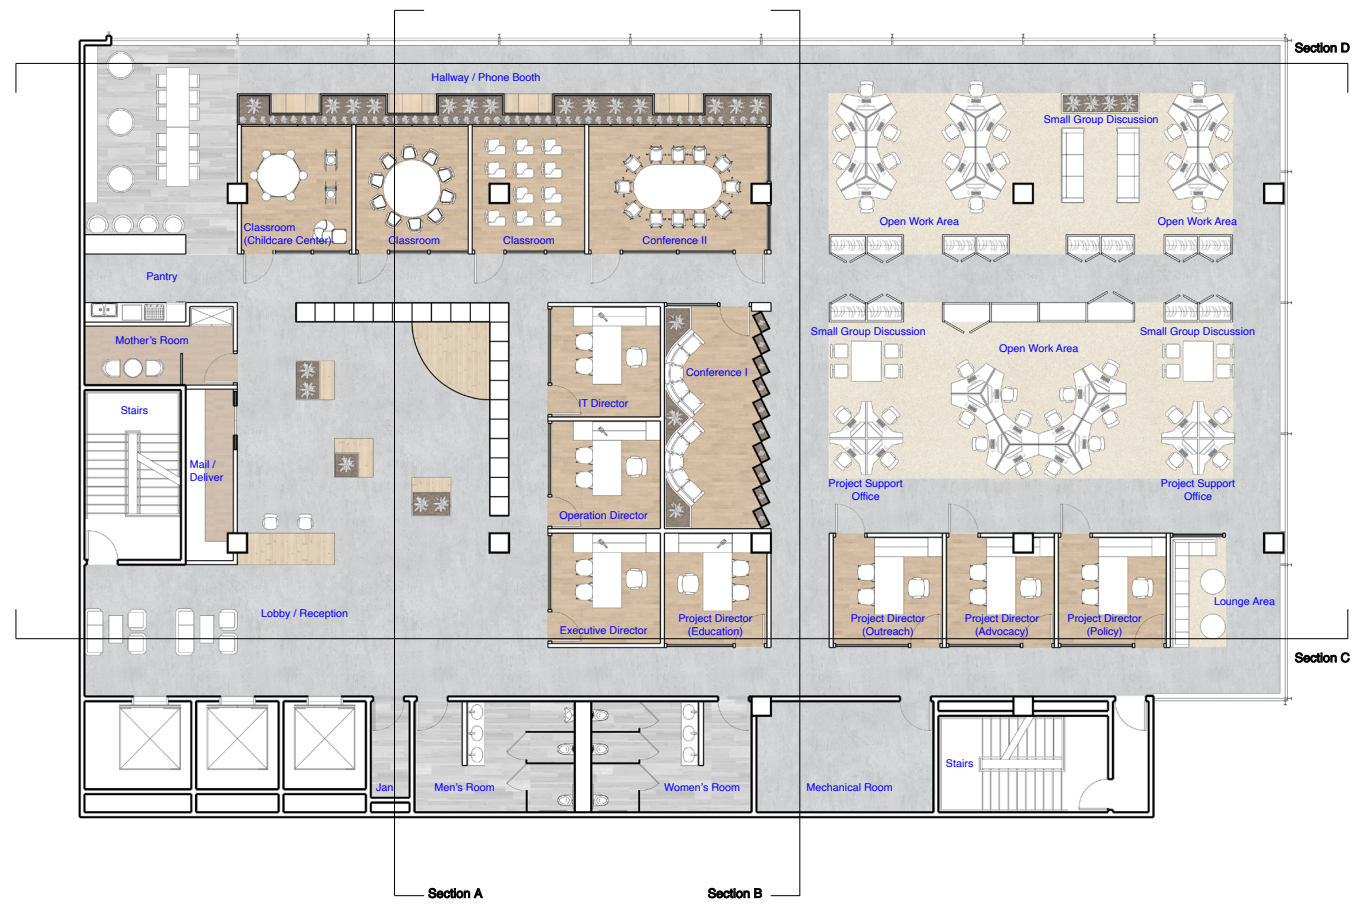 Section D
Hallway / Phone Booth
Small Group Discussion
Open Work Area
Open Work Area
Classroom
(Childcare Center)
Classroom
Classroom
Conference II
Pantry
Mother's Room
Small Group Discussion
Small Group Discussion
Open Work Area
Conference I
Stairs
IT Director
Mail /
Deliver
Project Support
Office
Project Support
Office
Operation Director
Lobby / Reception
Lounge Area
Executive Director
Project Director
(Education)
Project Director
(Outreach)
Project Director
(Advocacy)
Project Director
(Policy)
Section C
Stairs
Jan
Men's Room
Women's Room
Mechanical Room
Section A
Section B